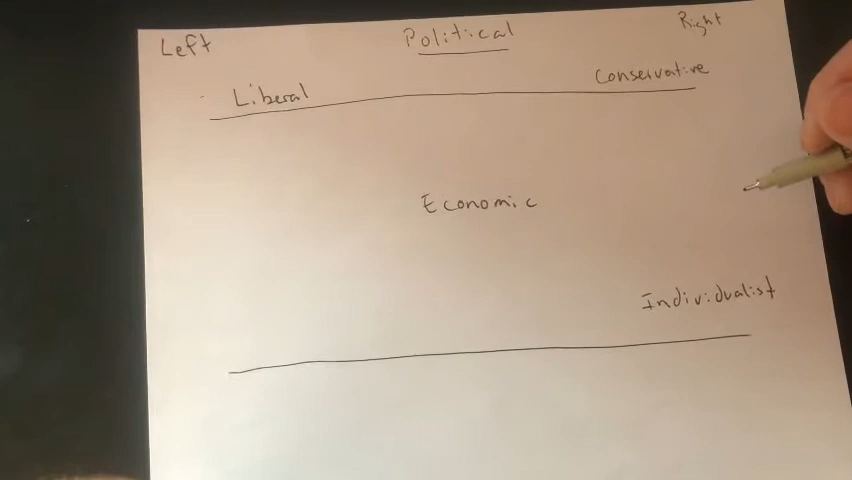 Left Political Right
Liberal Conservative
Economic
Individualist